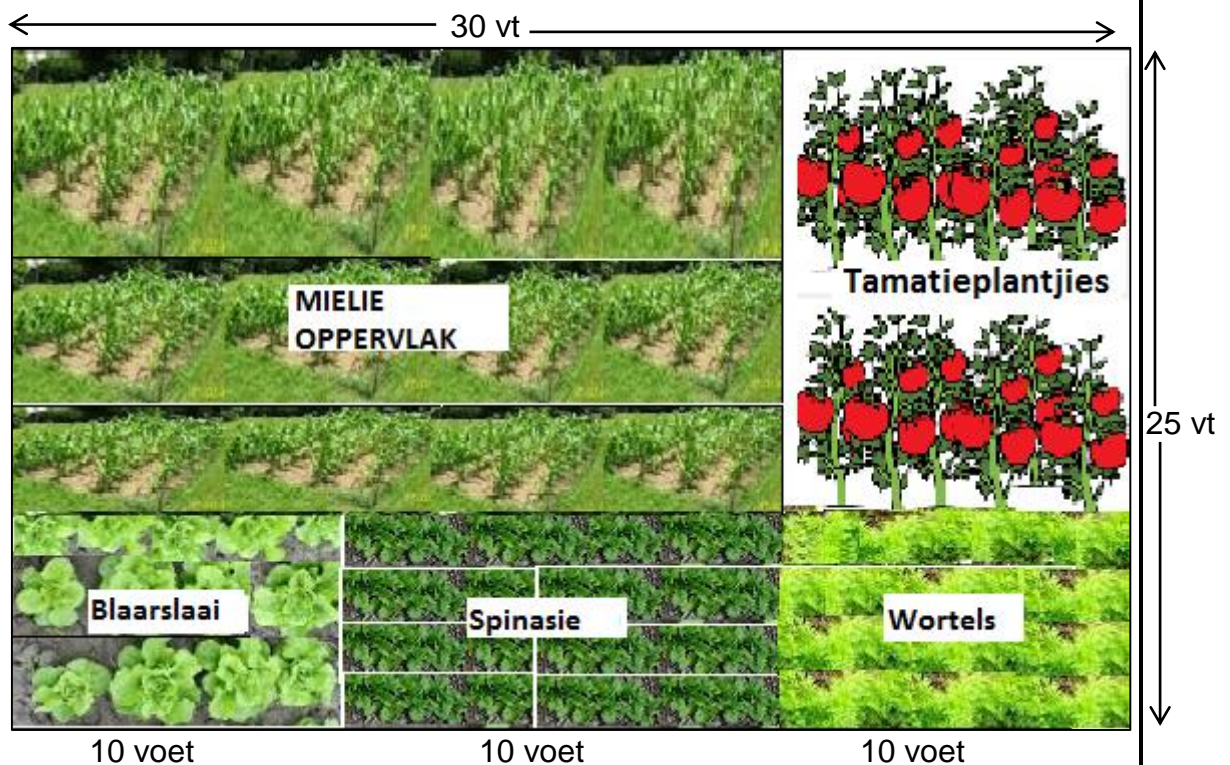 30 vt
Tamatieplantjies
MIELIE
OPPERVLAK
25 vt
Blaarslaai
Spinasie
Wortels
10 voet 10 voet 10 voet